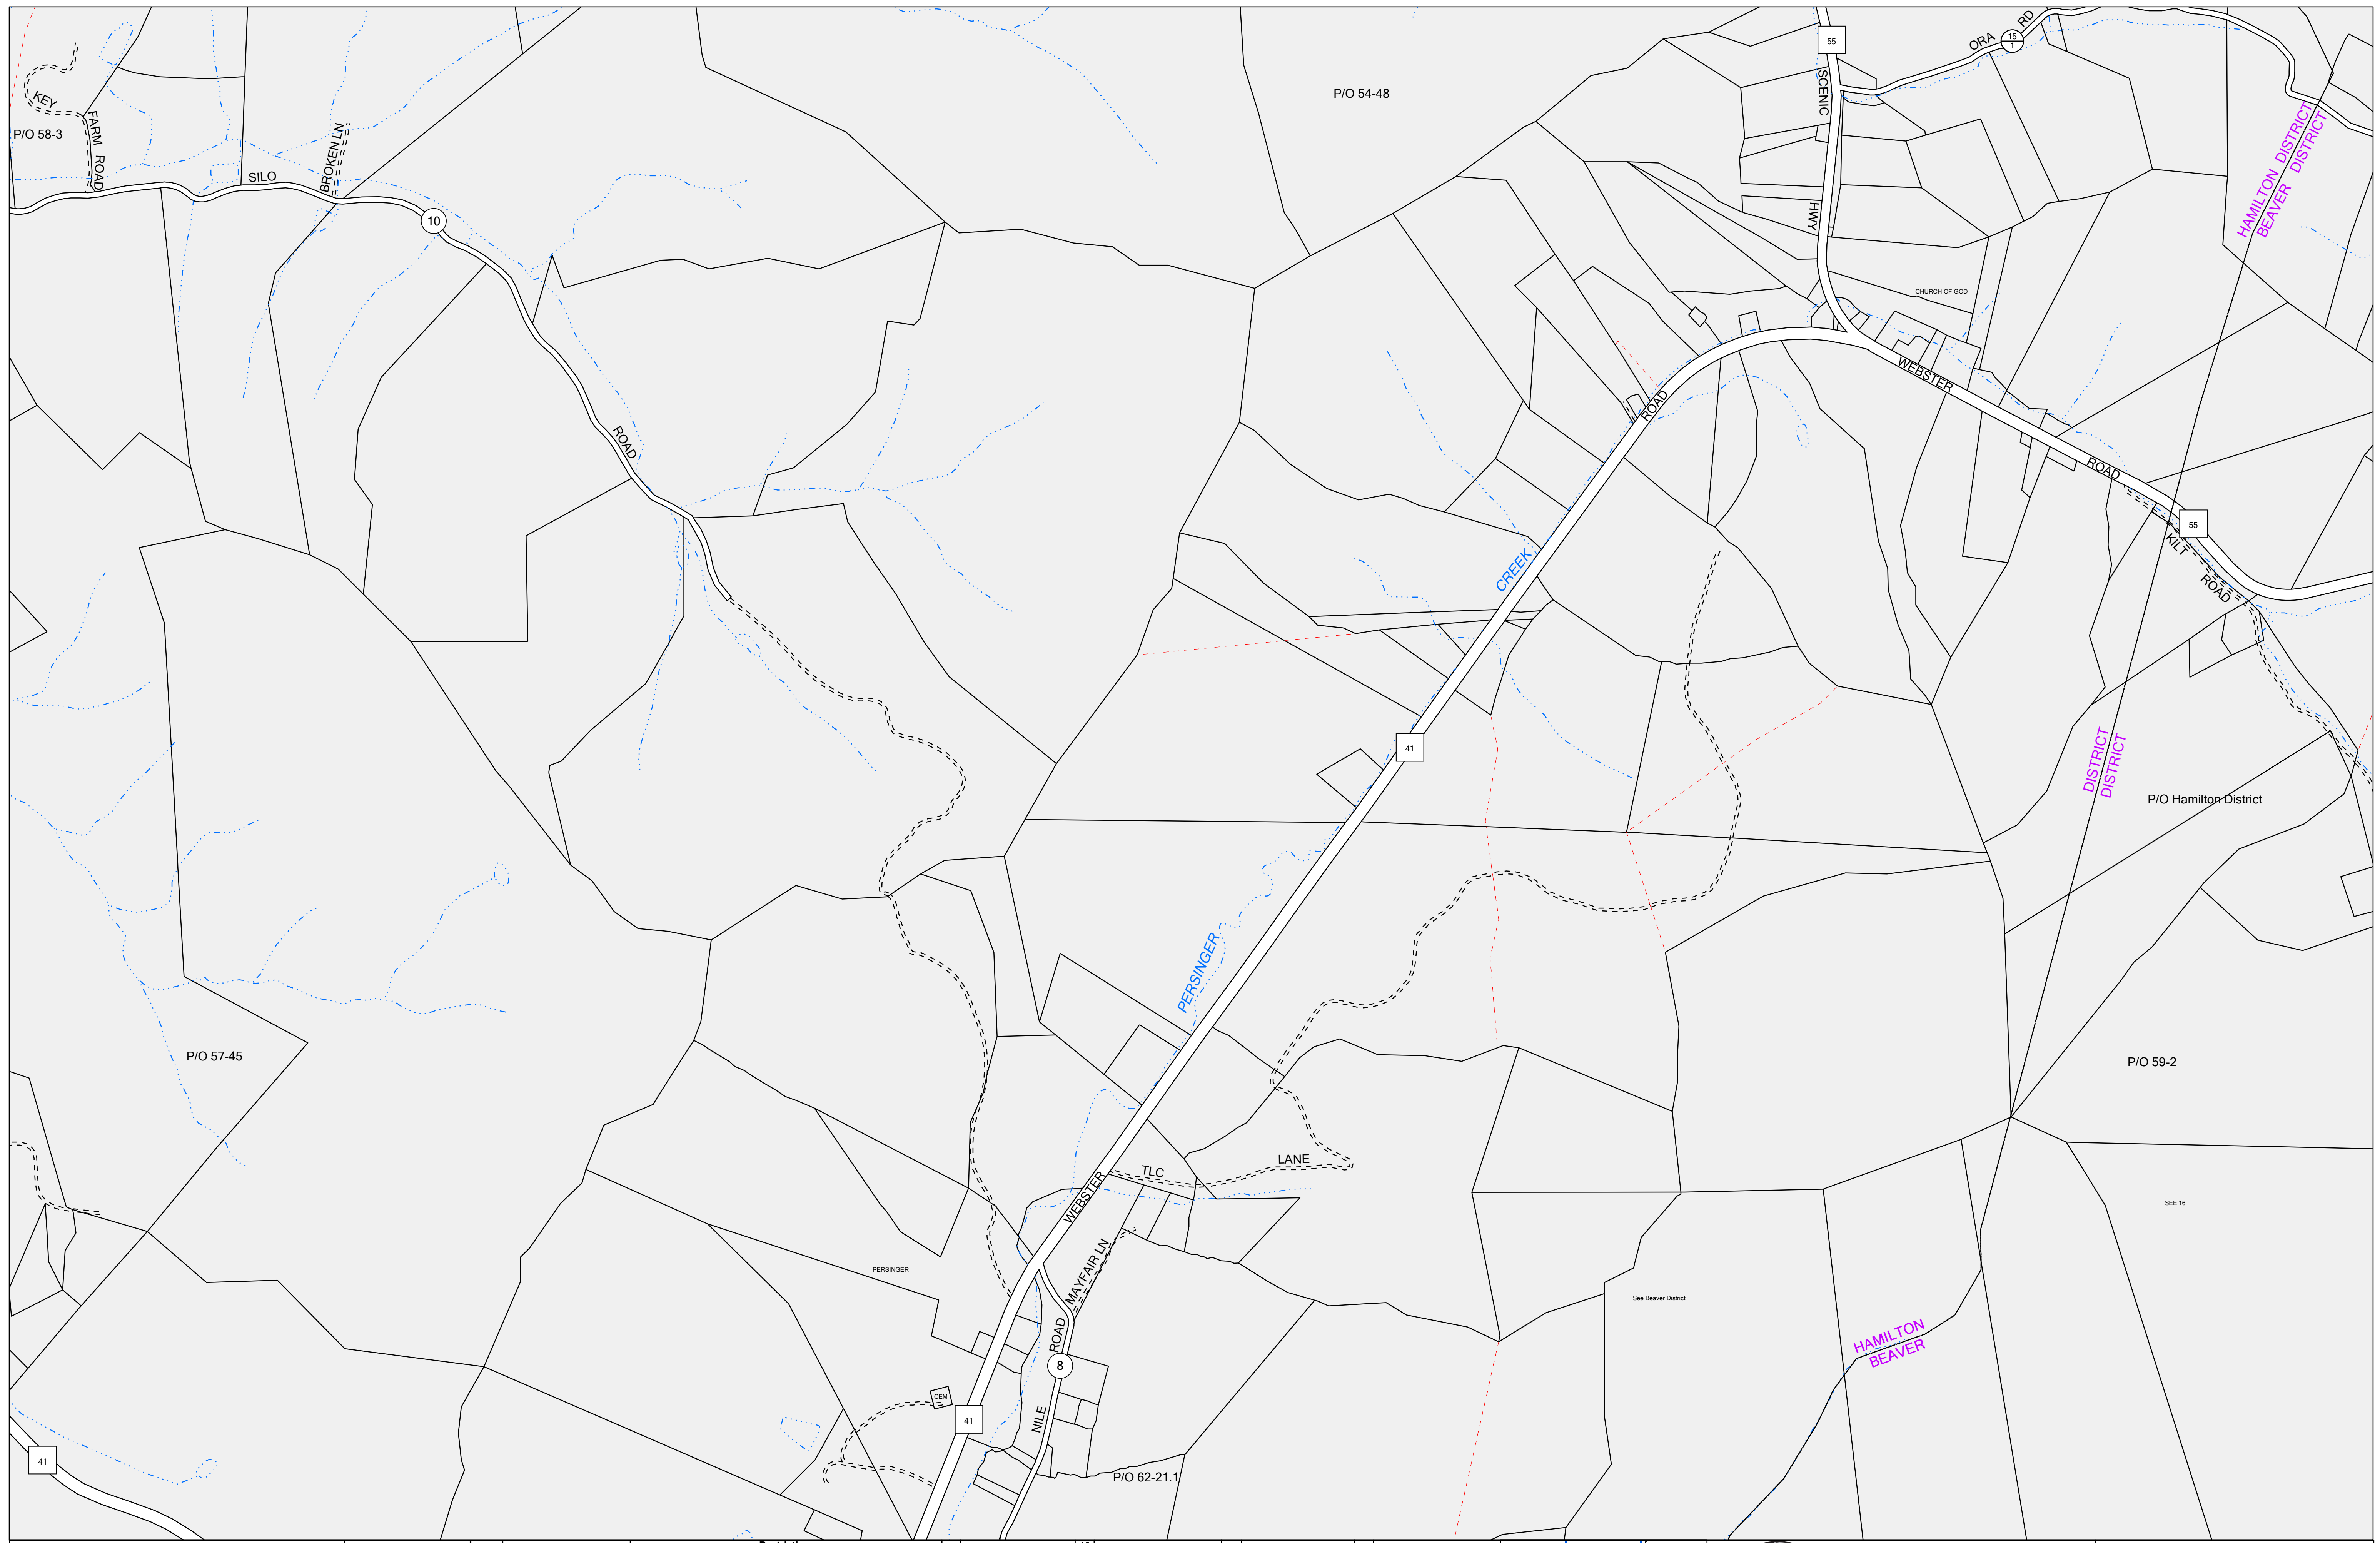 55
ORA RD
15
1
SCENIC
HWY
P/O 54-48
KEY
FARM ROAD
P/O 58-3
BROKEN LN
SILO
10
ROAD
HAMILTON DISTRICT
BEAVER DISTRICT
CHURCH OF GOD
WEBSTER
ROAD
ROAD
55
KILT
ROAD
CREEK
41
DISTRICT
DISTRICT
P/O Hamilton District
PERSINGER
P/O 57-45
P/O 59-2
TLC
LANE
WEBSTER
SEE 16
MAYFAIR LN
PERSINGER
See Beaver District
HAMILTON
BEAVER
ROAD
8
NILE
CEM
41
41
P/O 62-21.1